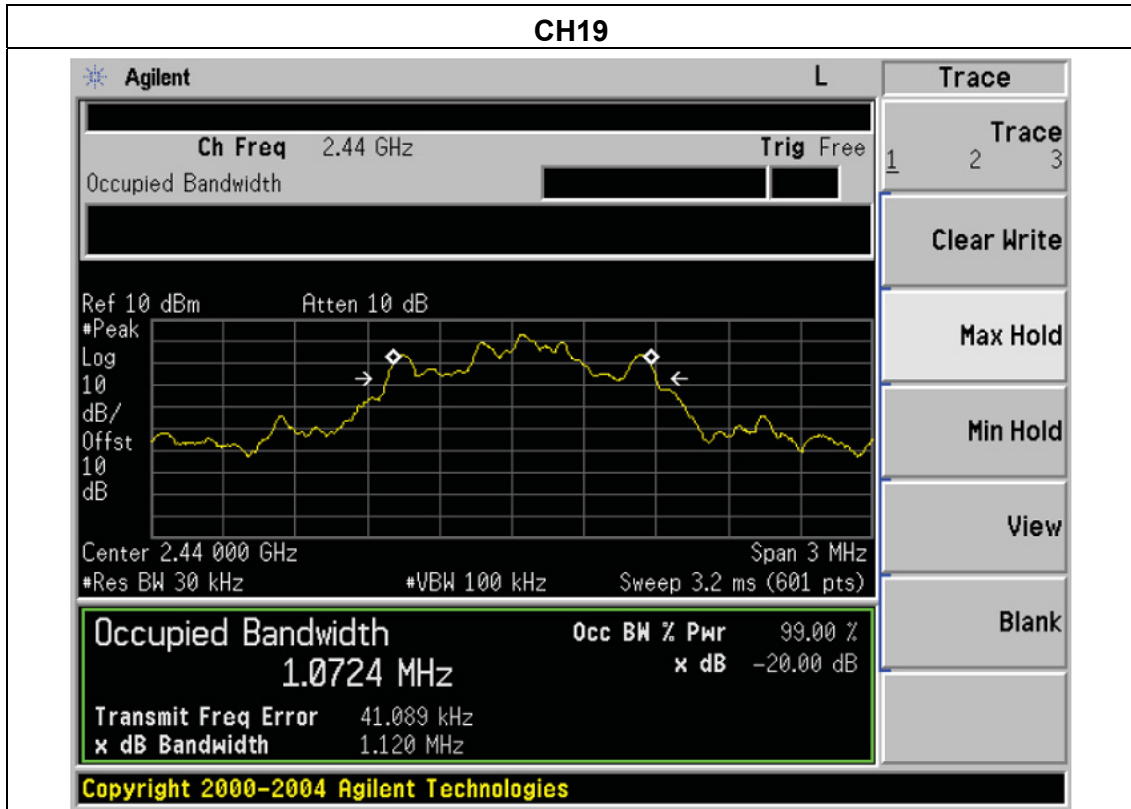 CH19
Agilent L Trace
Ch Freq 2.44 GHz Trig Free
Occupied Bandwidth
Trace
1 2 3
Clear Write
Max Hold
Min Hold
View
Blank
Ref 10 dBm Atten 10 dB
#Peak
Log
10
dB/
Offst
10
dB
Center 2.44 000 GHz Span 3 MHz
#Res BW 30 kHz #VBW 100 kHz Sweep 3.2 ms (601 pts)
Occupied Bandwidth Occ BW % Pwr 99.00 %
1.0724 MHz x dB -20.00 dB
Transmit Freq Error 41.089 kHz
x dB Bandwidth 1.120 MHz
Copyright 2000-2004 Agilent Technologies